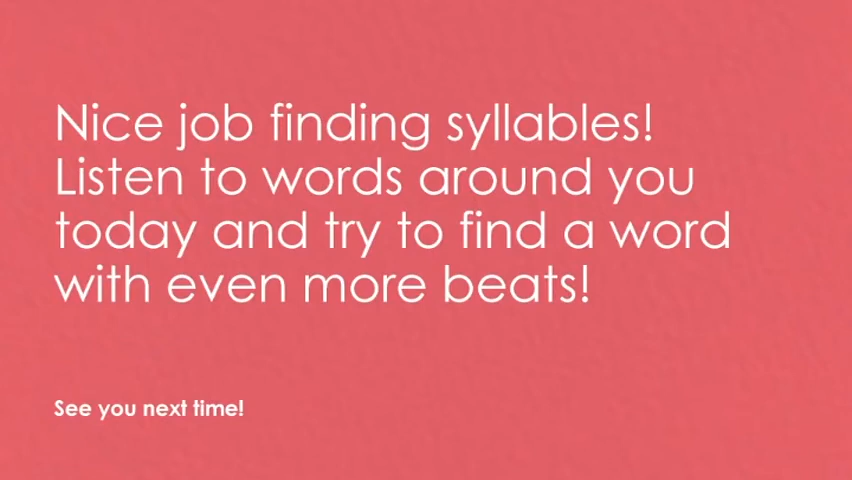 Nice job finding syllables!
Listen to words around you
today and try to find a word
with even more beats!
See you next time!